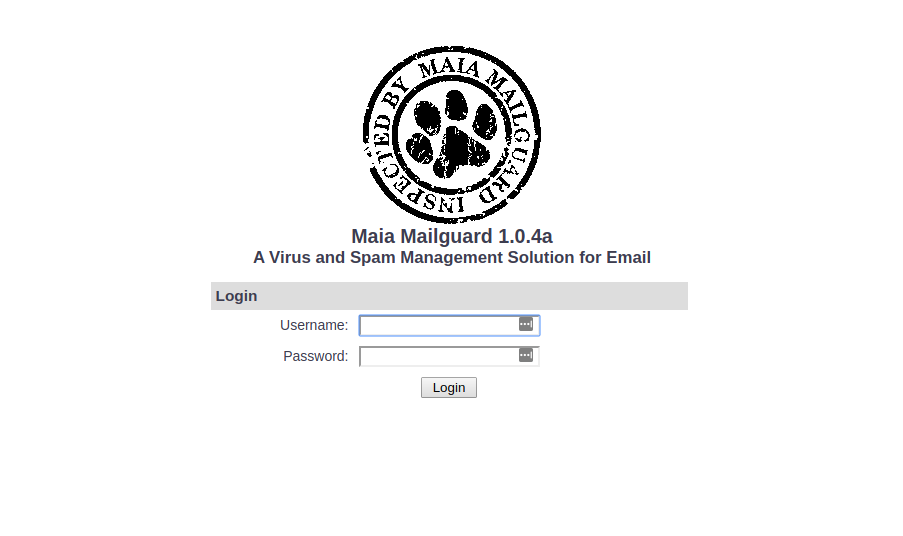 INSPECTED BY MAIA MAILGUARD
Maia Mailguard 1.0.4a
A Virus and Spam Management Solution for Email
Login
Username:
Password:
Login